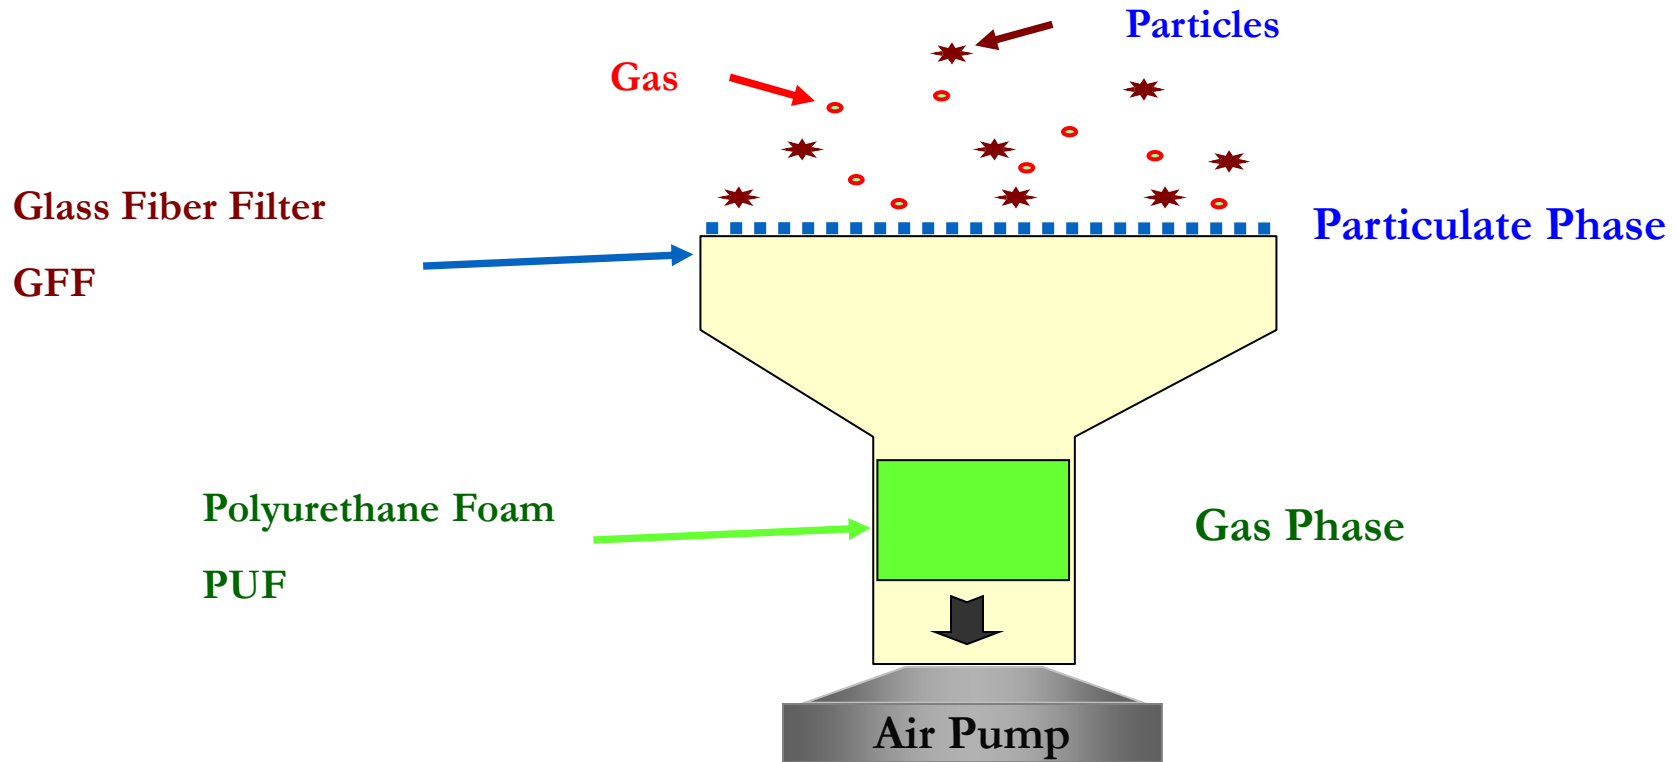 Particles
Gas
Glass Fiber Filter
GFF
Particulate Phase
Polyurethane Foam
PUF
Gas Phase
Air Pump